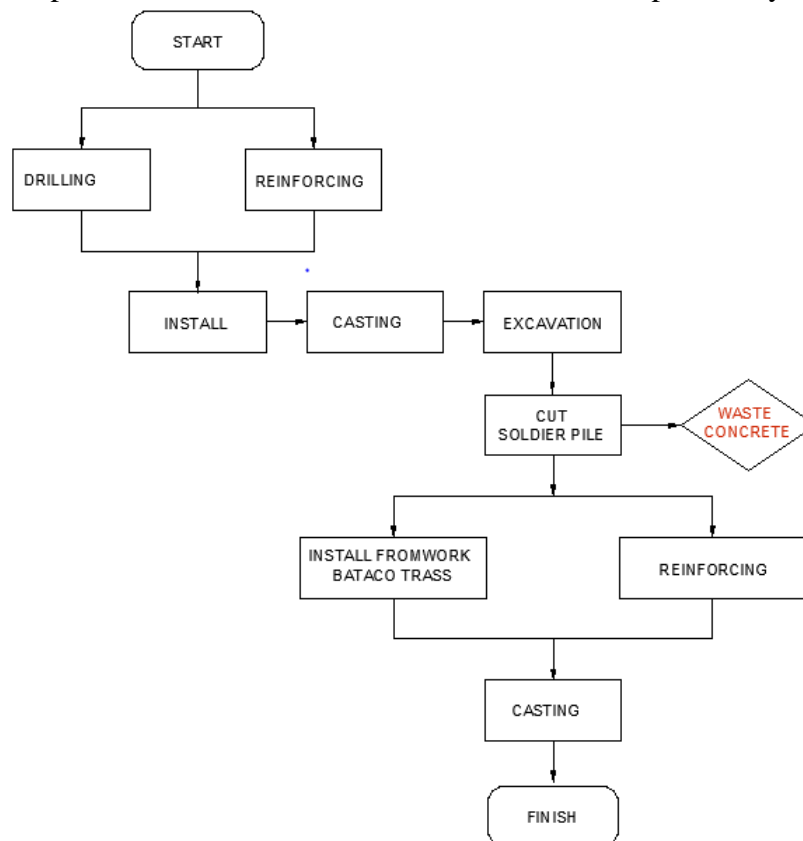 START
DRILLING
REINFORCING
INSTALL
CASTING
EXCAVATION
CUT
SOLDIER PILE
WASTE
CONCRETE
INSTALL FROMWORK
BATACO TRASS
REINFORCING
CASTING
FINISH